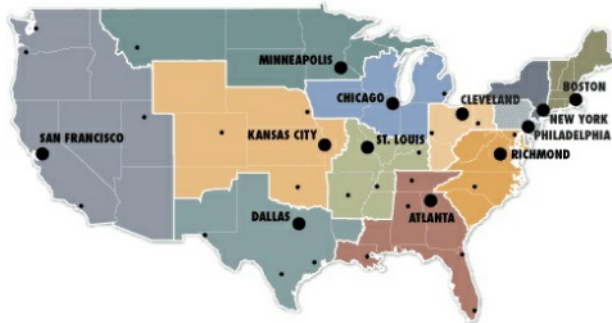 MINNEAPOLIS
BOSTON
CHICAGO
CLEVELAND
NEW YORK
SAN FRANCISCO
KANSAS CITY
ST. LOUIS
PHILADELPHIA
RICHMOND
DALLAS
ATLANTA